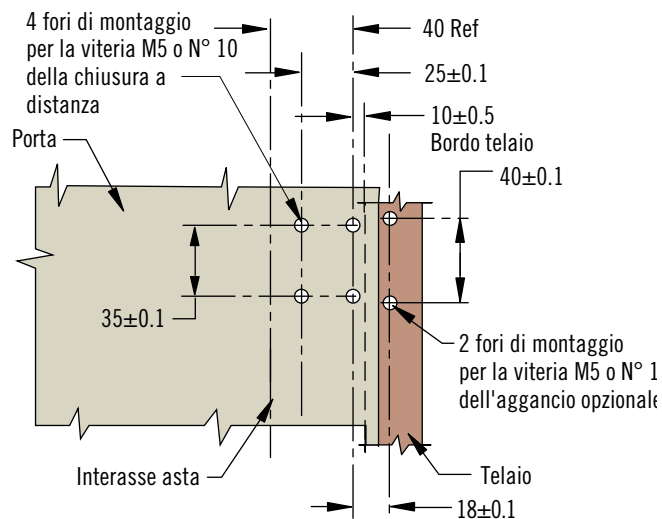 4 fori di montaggio
per la viteria M5 o N° 10
della chiusura a
distanza
40 Ref
25±0.1
10±0.5
Bordo telaio
40±0.1
Porta
35±0.1
2 fori di montaggio
per la viteria M5 o N° 1
dell'aggancio opzionale
Interasse asta
Telaio
18±0.1